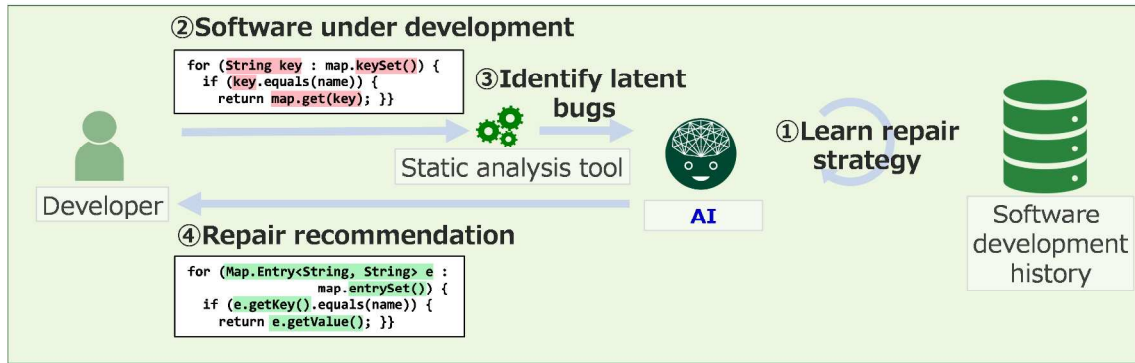 ②Software under development
for (String key : map.keySet()) {
if (key.equals(name)) {
return map.get(key); }}
③Identify latent
bugs
①Learn repair
strategy
Static analysis tool
Developer
AI
④Repair recommendation
Software
development
history
for (Map.Entry<String, String> e :
map.entrySet()) {
if (e.getKey().equals(name)) {
return e.getValue(); }}